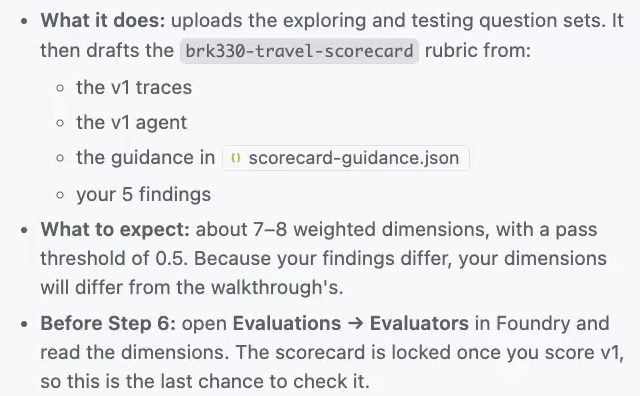 • What it does: uploads the exploring and testing question sets. It
then drafts the brk330-travel-scorecard rubric from:
◦ the v1 traces
◦ the v1 agent
◦ the guidance in {} scorecard-guidance.json
◦ your 5 findings
• What to expect: about 7–8 weighted dimensions, with a pass
threshold of 0.5. Because your findings differ, your dimensions
will differ from the walkthrough's.
• Before Step 6: open Evaluations → Evaluators in Foundry and
read the dimensions. The scorecard is locked once you score v1,
so this is the last chance to check it.